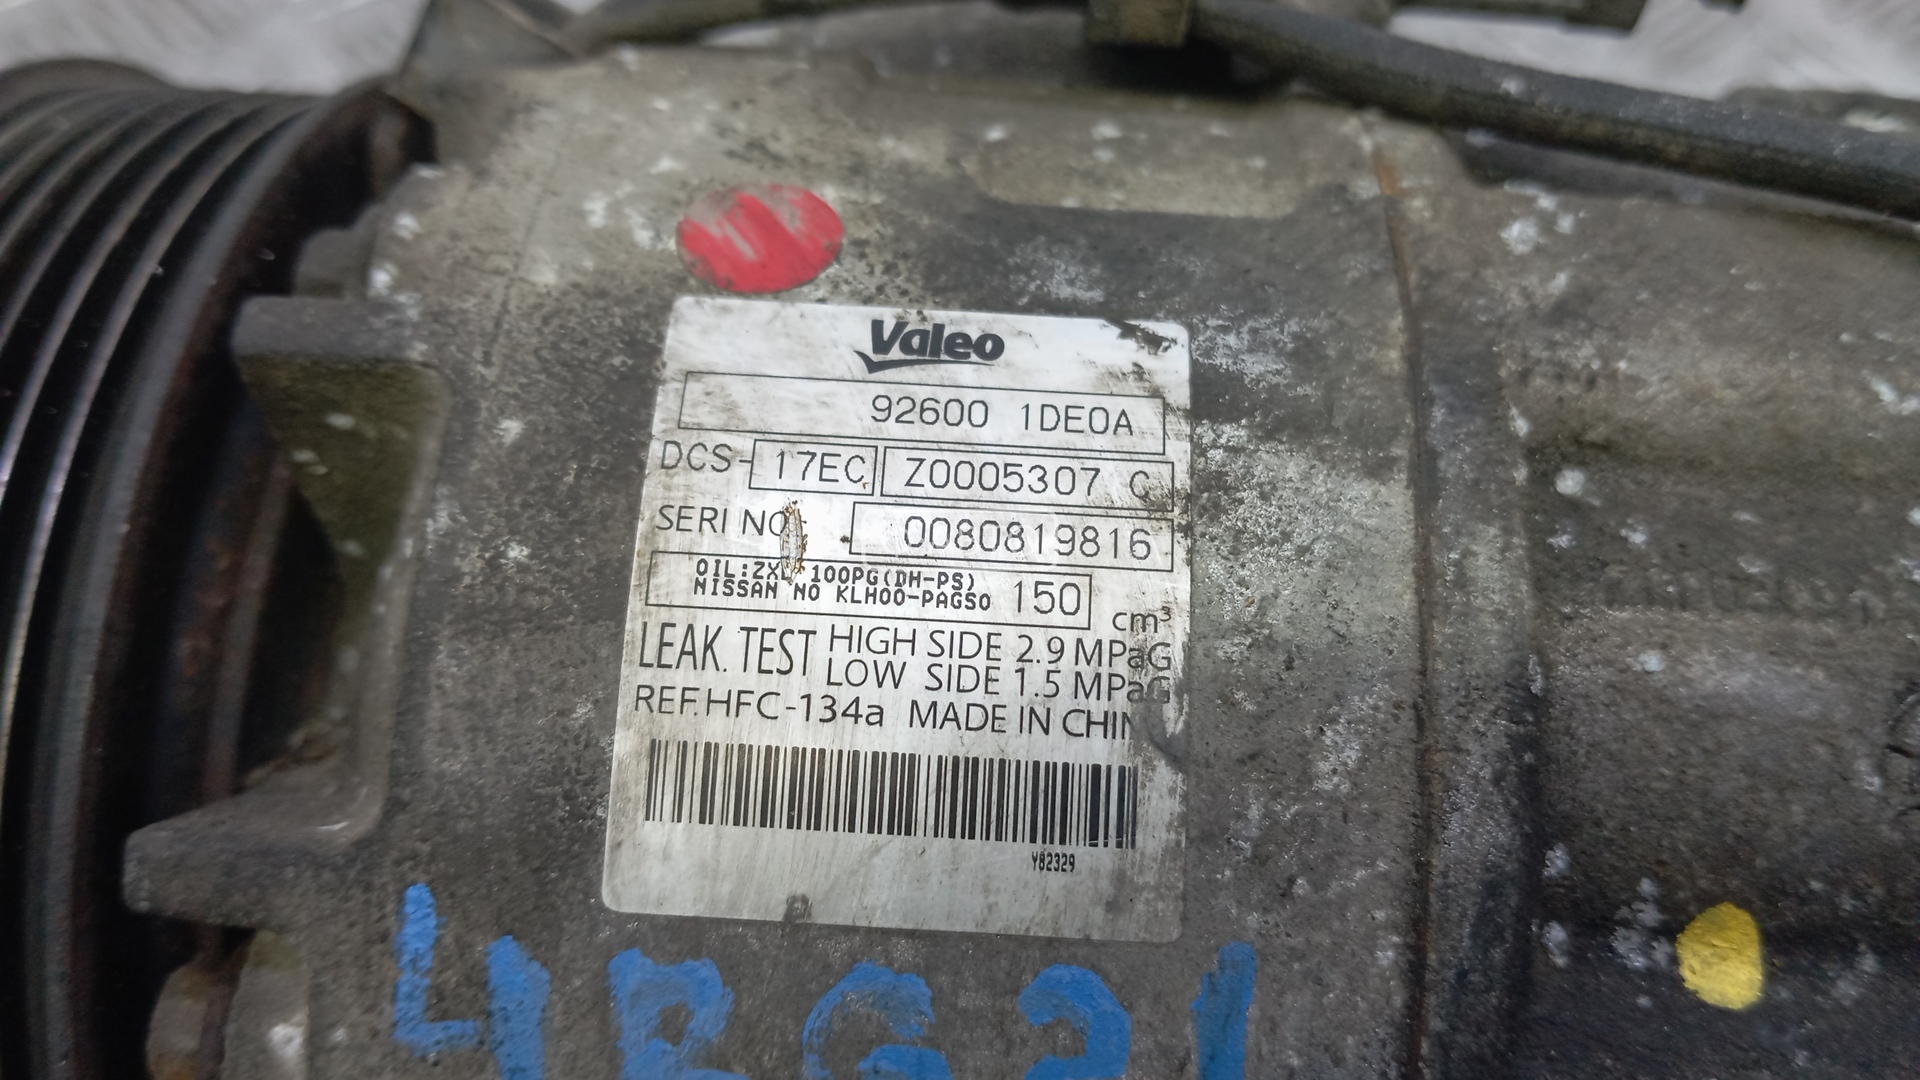 Valeo
92600 1DE0A
DCS- 17EC Z0005307 C
SERI NO 0080819816
OIL:ZXL 100PG(DH-PS)
NISSAN NO KLH00-PAGS0 150 cm³
LEAK. TEST HIGH SIDE 2.9 MPaG
LOW SIDE 1.5 MPaG
REF.HFC-134a MADE IN CHIN
Y82329